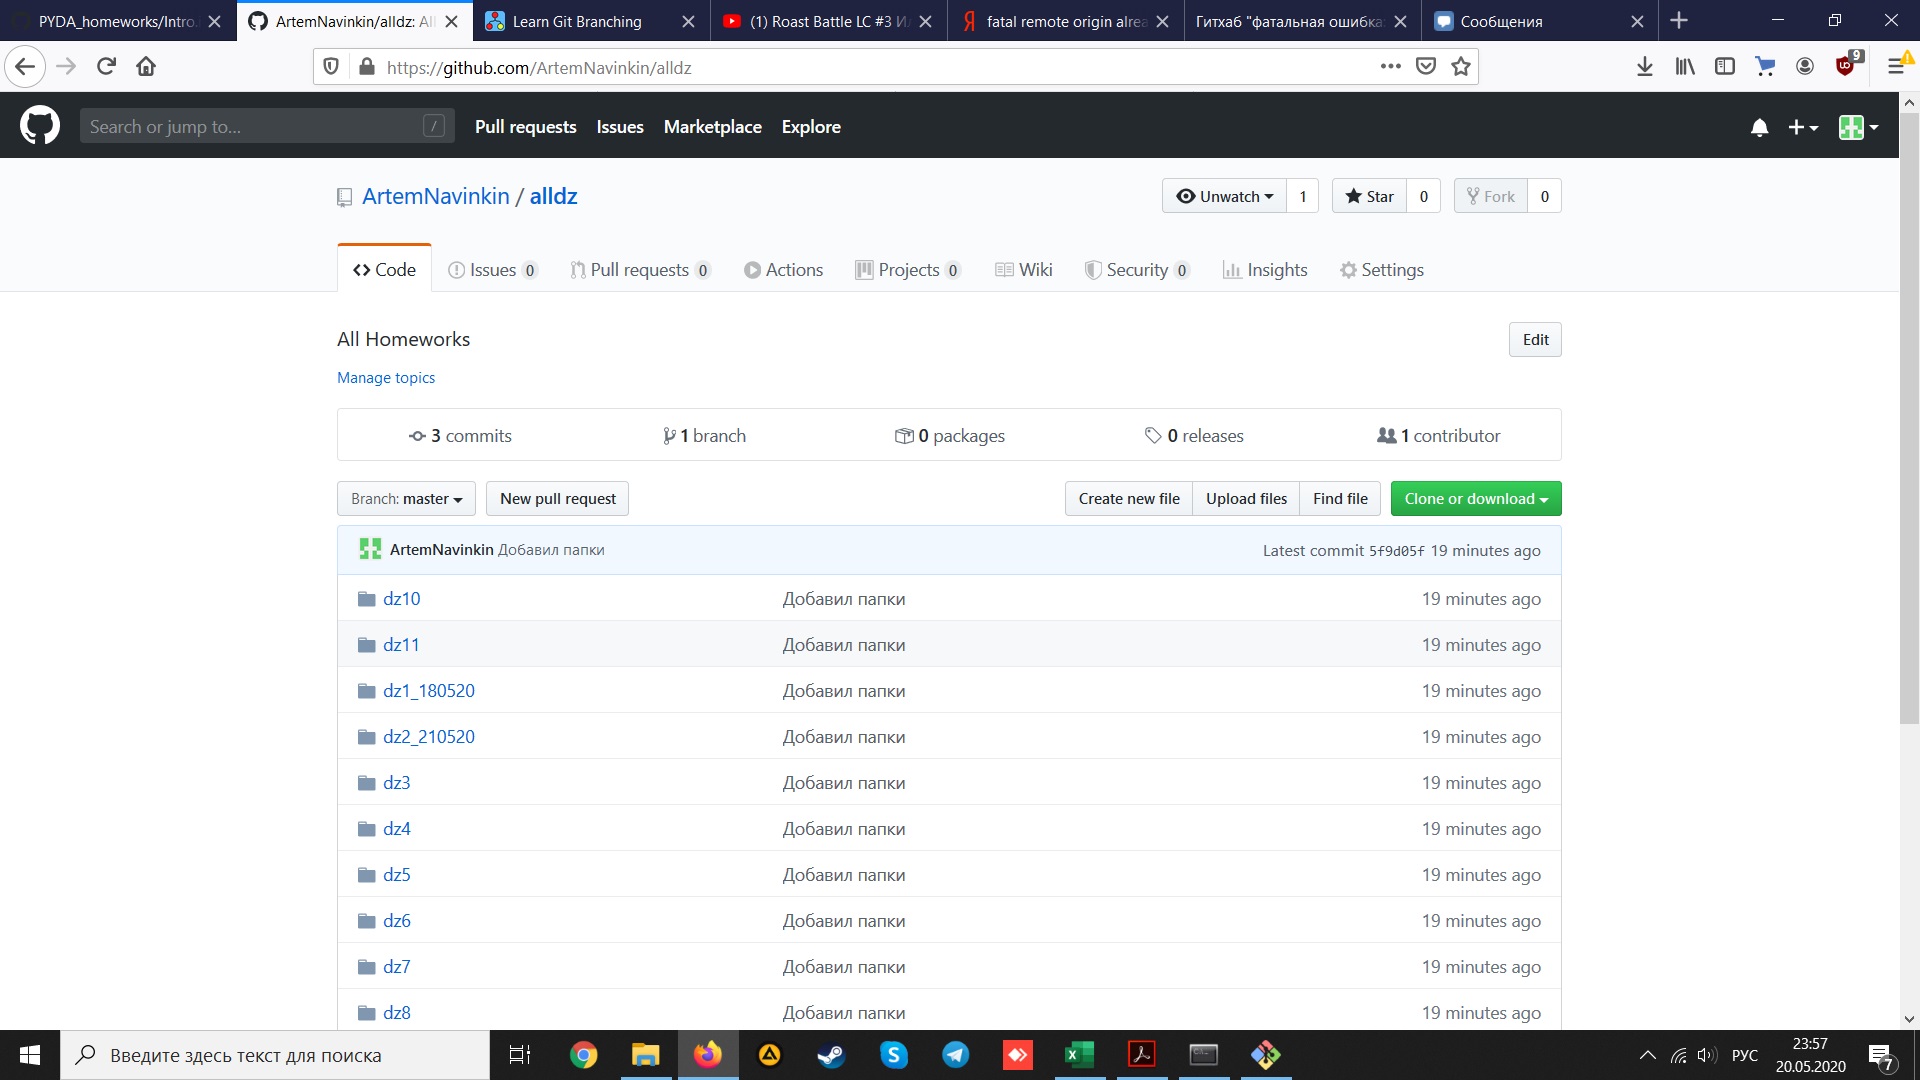 PYDA_homeworks/Intro.
ArtemNavinkin/alldz: All
Learn Git Branching
(1) Roast Battle LC #3 И
fatal remote origin alrea
Гитхаб "фатальная ошибка:
Сообщения
https://github.com/ArtemNavinkin/alldz
9
Search or jump to...
/
Pull requests
Issues
Marketplace
Explore
ArtemNavinkin / alldz
Unwatch
1
Star
0
Fork
0
Code
Issues 0
Pull requests 0
Actions
Projects 0
Wiki
Security 0
Insights
Settings
All Homeworks
Edit
Manage topics
3 commits
1 branch
0 packages
0 releases
1 contributor
Branch: master
New pull request
Create new file
Upload files
Find file
Clone or download
ArtemNavinkin Добавил папки
Latest commit 5f9d05f 19 minutes ago
dz10 Добавил папки 19 minutes ago
dz11 Добавил папки 19 minutes ago
dz1_180520 Добавил папки 19 minutes ago
dz2_210520 Добавил папки 19 minutes ago
dz3 Добавил папки 19 minutes ago
dz4 Добавил папки 19 minutes ago
dz5 Добавил папки 19 minutes ago
dz6 Добавил папки 19 minutes ago
dz7 Добавил папки 19 minutes ago
dz8 Добавил папки 19 minutes ago
Введите здесь текст для поиска
РУС
23:57
20.05.2020
7